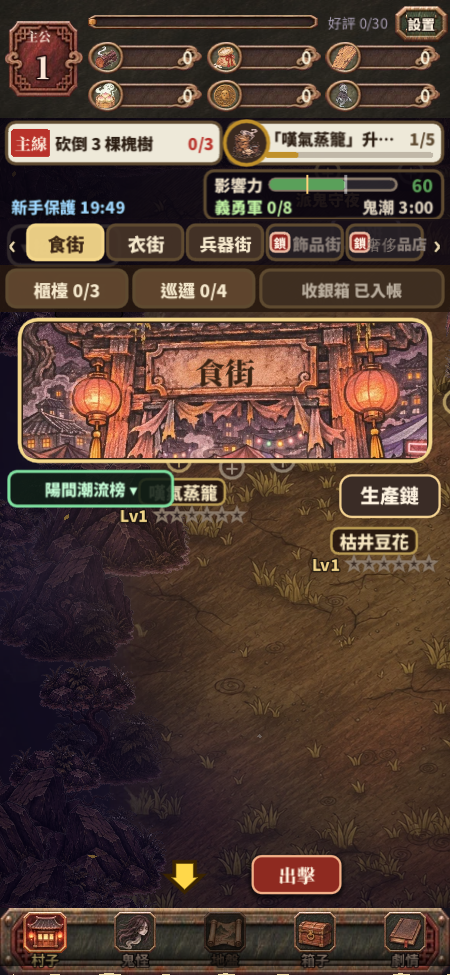 主公
1
好評 0/30
設置
0
0
0
0
0
0
主線 砍倒 3 棵槐樹 0/3
「嘆氣蒸籠」升⋯ 1/5
影響力 60
新手保護 19:49
義勇軍 0/8 鬼潮 3:00
‹ 食街 衣街 兵器街 鎖 飾品街 鎖 奢侈品店 ›
櫃檯 0/3
巡邏 0/4
收銀箱 已入帳
食街
陽間潮流榜 ▾
嘆氣蒸籠
Lv1 ☆☆☆☆☆☆
生產鏈
枯井豆花
Lv1 ☆☆☆☆☆☆
出擊
村子
鬼怪
地盤
箱子
劇情